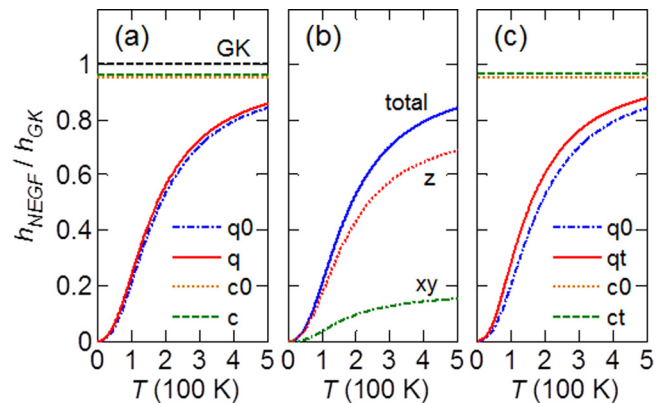 h_NEGF / h_GK
1
0.8
0.6
0.4
0.2
0
(a)
GK
q0
q
c0
c
0 1 2 3 4 5
T (100 K)
(b)
total
z
xy
0 1 2 3 4 5
T (100 K)
(c)
q0
qt
c0
ct
0 1 2 3 4 5
T (100 K)